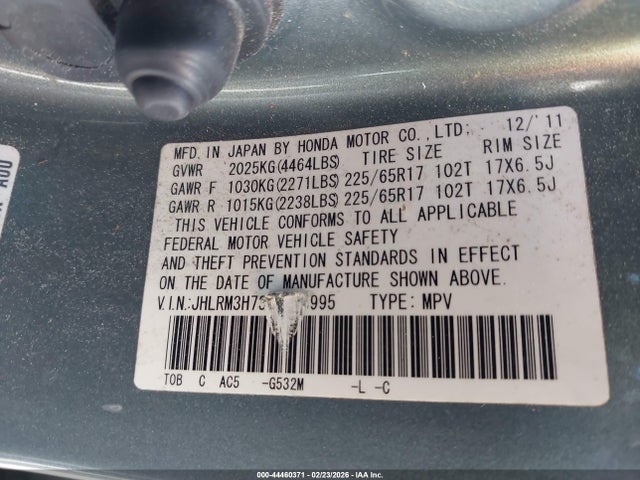 MFD. IN JAPAN BY HONDA MOTOR CO., LTD. 12/'11
GVWR 2025KG(4464LBS) TIRE SIZE RIM SIZE
GAWR F 1030KG(2271LBS) 225/65R17 102T 17X6.5J
GAWR R 1015KG(2238LBS) 225/65R17 102T 17X6.5J
THIS VEHICLE CONFORMS TO ALL APPLICABLE
FEDERAL MOTOR VEHICLE SAFETY
AND THEFT PREVENTION STANDARDS IN EFFECT
ON THE DATE OF MANUFACTURE SHOWN ABOVE.
V.I.N.:JHLRM3H73 995 TYPE: MPV
TOB C AC5 -G532M -L -C
000-44460371 - 02/23/2026 - IAA Inc.